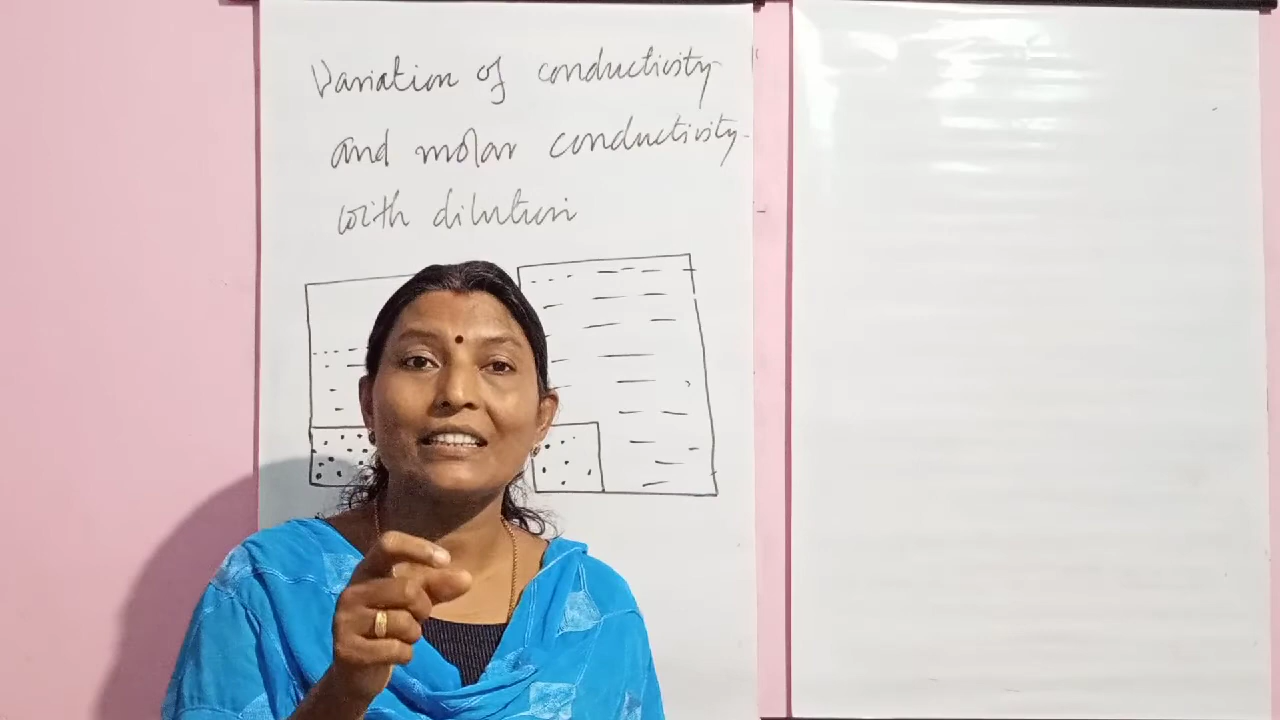 Variation of conductivity
and molar conductivity
with dilution